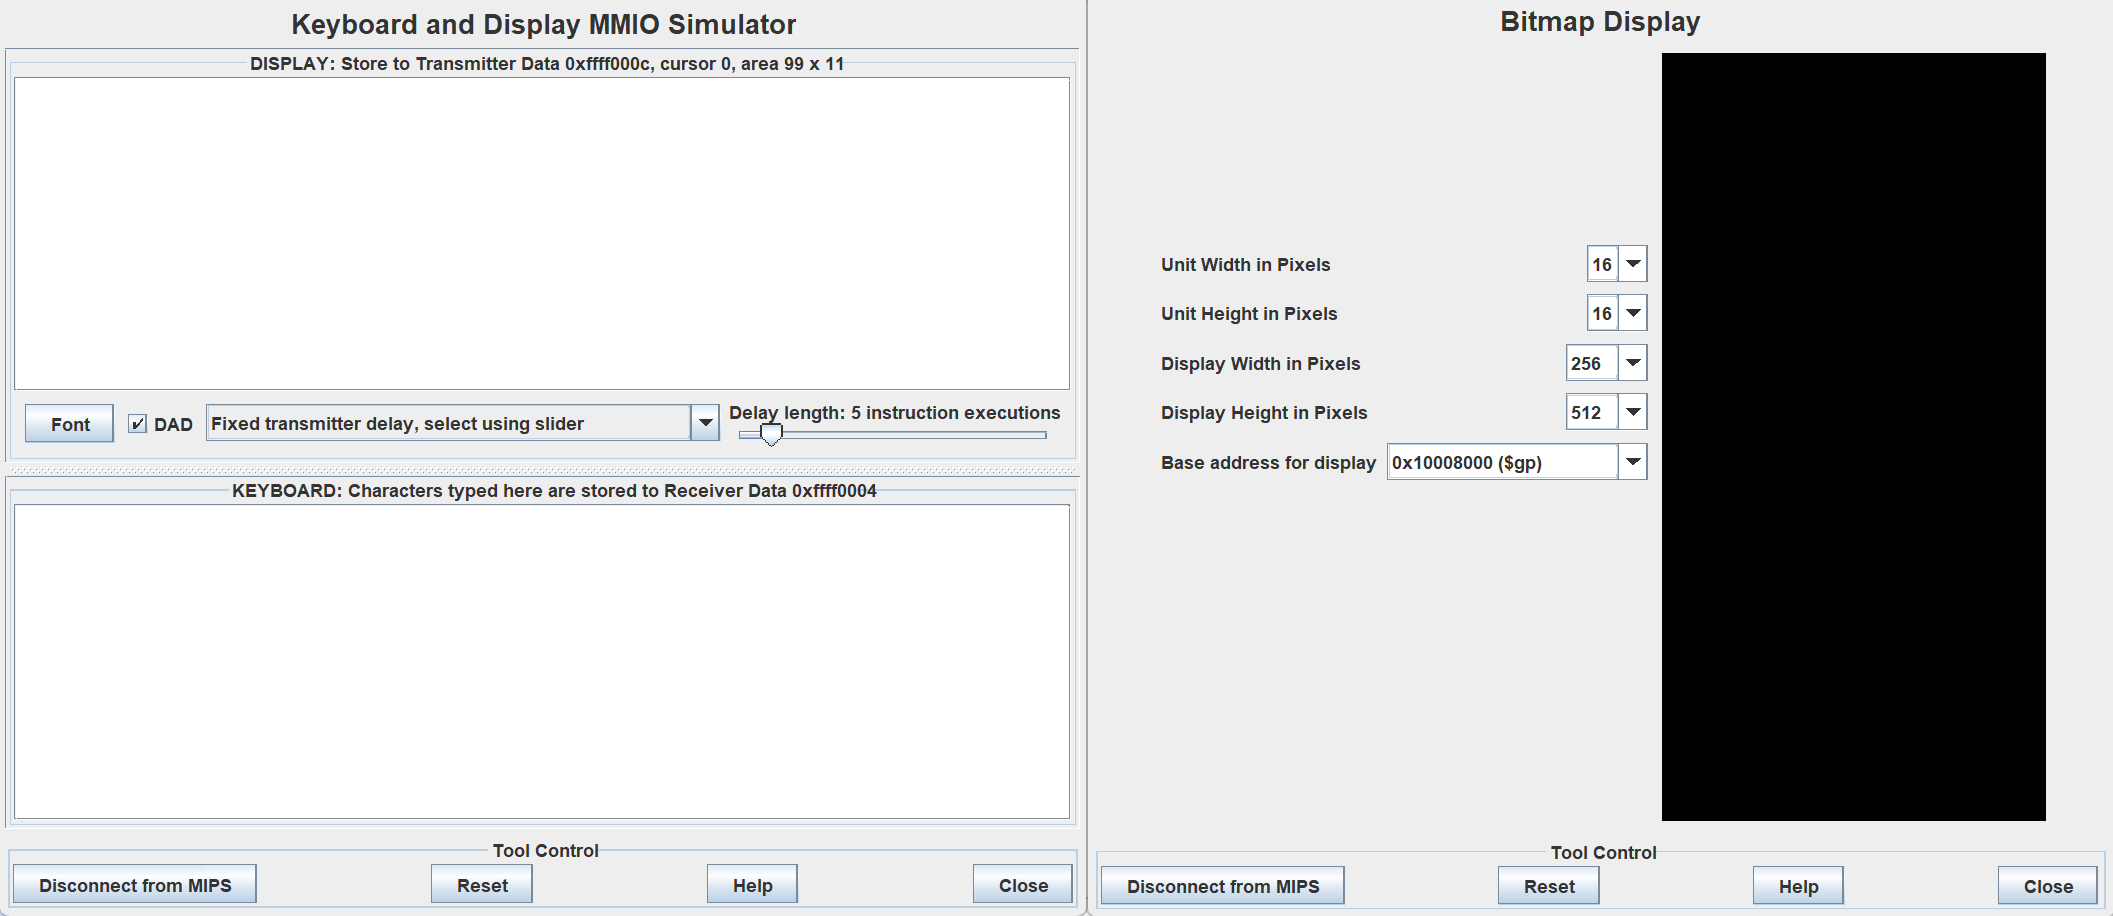 Keyboard and Display MMIO Simulator
DISPLAY: Store to Transmitter Data 0xffff000c, cursor 0, area 99 x 11
Font
DAD
Fixed transmitter delay, select using slider
Delay length: 5 instruction executions
KEYBOARD: Characters typed here are stored to Receiver Data 0xffff0004
Tool Control
Disconnect from MIPS
Reset
Help
Close
Bitmap Display
Unit Width in Pixels 16
Unit Height in Pixels 16
Display Width in Pixels 256
Display Height in Pixels 512
Base address for display 0x10008000 ($gp)
Tool Control
Disconnect from MIPS
Reset
Help
Close